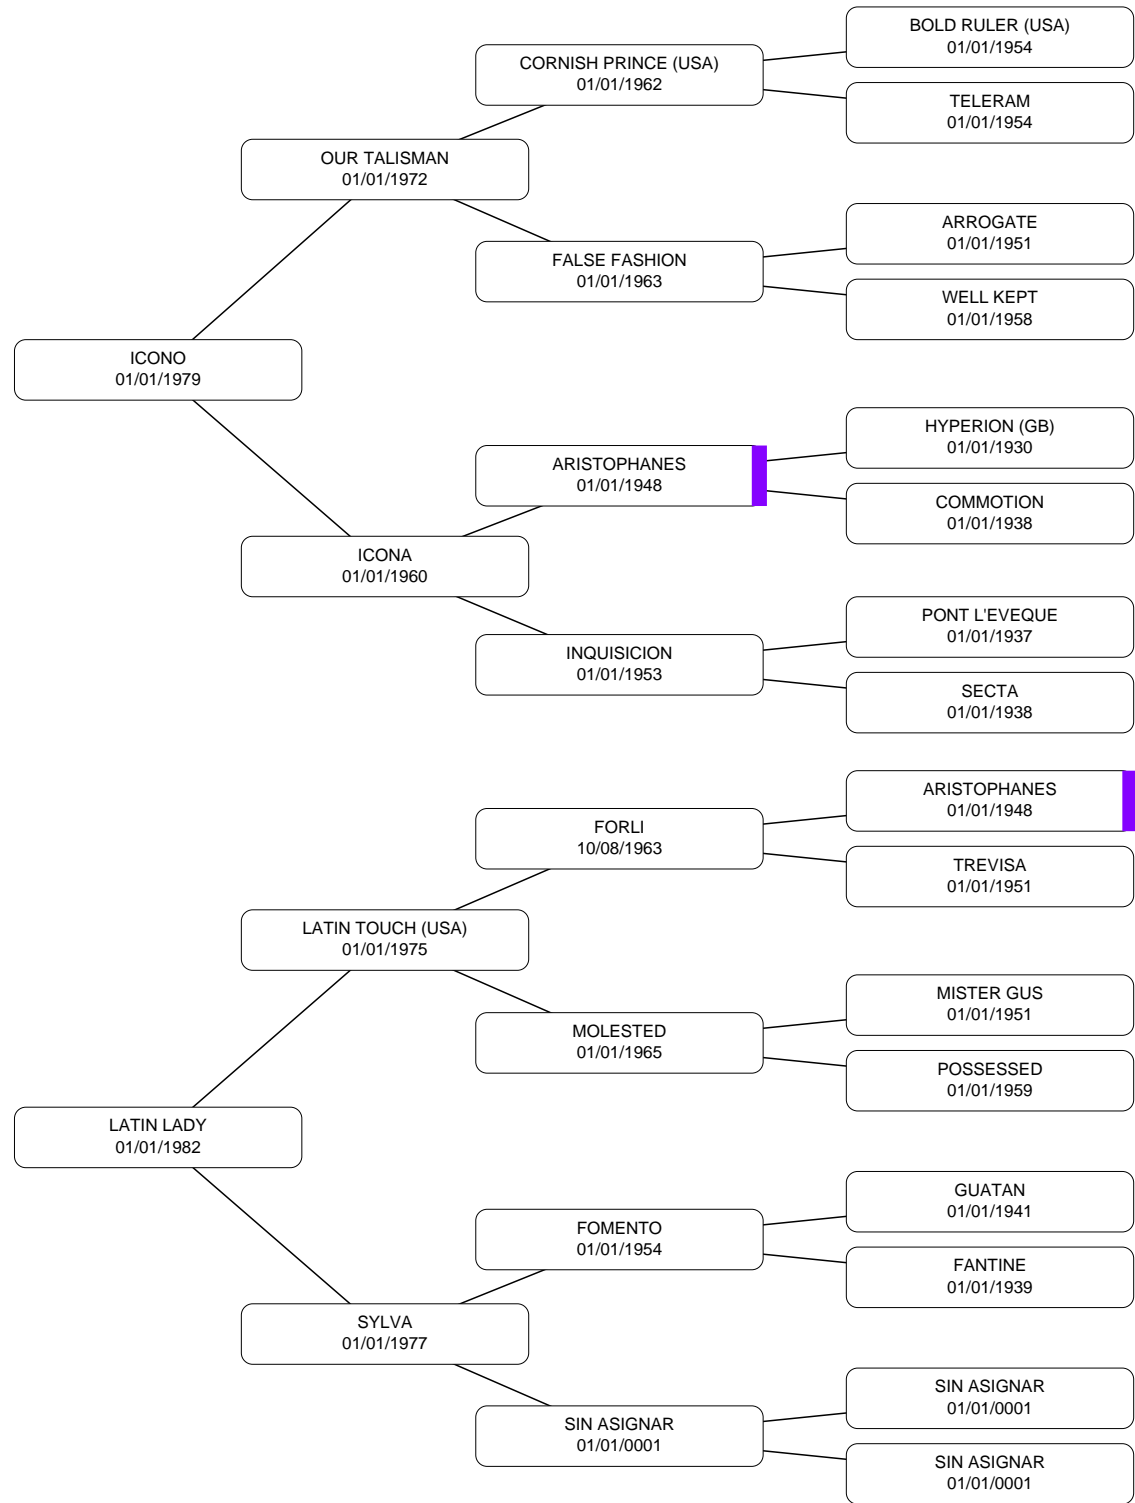 BOLD RULER (USA)
01/01/1954
CORNISH PRINCE (USA)
01/01/1962
TELERAM
01/01/1954
OUR TALISMAN
01/01/1972
ARROGATE
01/01/1951
FALSE FASHION
01/01/1963
WELL KEPT
01/01/1958
ICONO
01/01/1979
HYPERION (GB)
01/01/1930
ARISTOPHANES
01/01/1948
COMMOTION
01/01/1938
ICONA
01/01/1960
PONT L'EVEQUE
01/01/1937
INQUISICION
01/01/1953
SECTA
01/01/1938
ARISTOPHANES
01/01/1948
FORLI
10/08/1963
TREVISA
01/01/1951
LATIN TOUCH (USA)
01/01/1975
MISTER GUS
01/01/1951
MOLESTED
01/01/1965
POSSESSED
01/01/1959
LATIN LADY
01/01/1982
GUATAN
01/01/1941
FOMENTO
01/01/1954
FANTINE
01/01/1939
SYLVA
01/01/1977
SIN ASIGNAR
01/01/0001
SIN ASIGNAR
01/01/0001
SIN ASIGNAR
01/01/0001